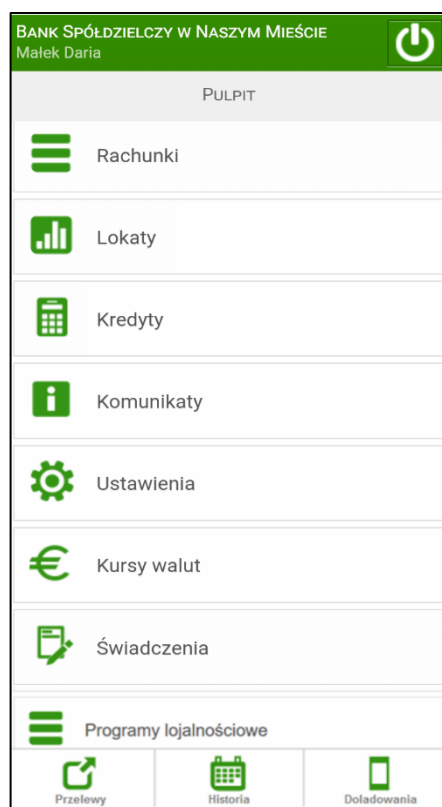 Bank Spółdzielczy w Naszym Mieście
Małek Daria
Pulpit
Rachunki
Lokaty
Kredyty
Komunikaty
Ustawienia
Kursy walut
Świadczenia
Programy lojalnościowe
Przelewy Historia Doładowania